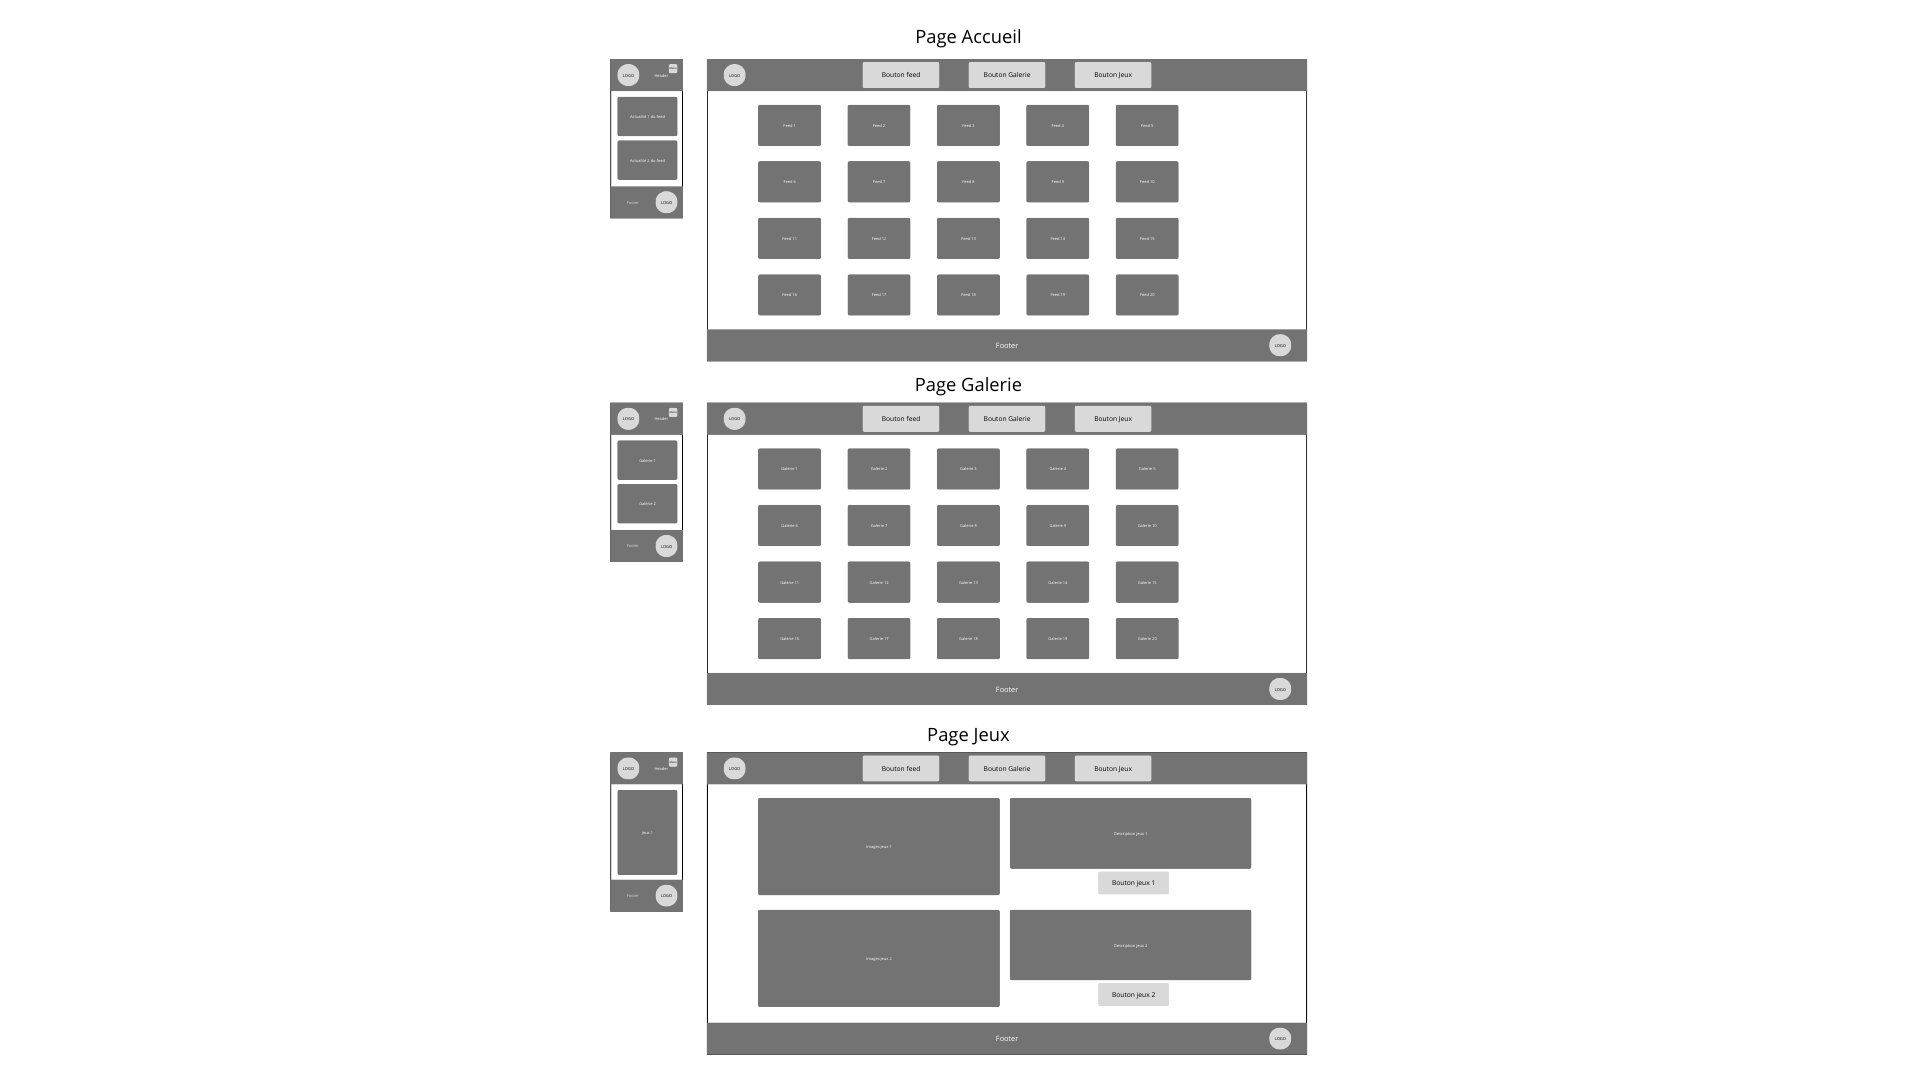 Page Accueil
LOGO
Header
Actualité 1 du feed
Actualité 2 du feed
Footer
LOGO
LOGO
Bouton feed
Bouton Galerie
Bouton Jeux
Feed 1
Feed 2
Feed 3
Feed 4
Feed 5
Feed 6
Feed 7
Feed 8
Feed 9
Feed 10
Feed 11
Feed 12
Feed 13
Feed 14
Feed 15
Feed 16
Feed 17
Feed 18
Feed 19
Feed 20
Footer
LOGO
Page Galerie
LOGO
Header
Galerie 1
Galerie 2
Footer
LOGO
LOGO
Bouton feed
Bouton Galerie
Bouton Jeux
Galerie 1
Galerie 2
Galerie 3
Galerie 4
Galerie 5
Galerie 6
Galerie 7
Galerie 8
Galerie 9
Galerie 10
Galerie 11
Galerie 12
Galerie 13
Galerie 14
Galerie 15
Galerie 16
Galerie 17
Galerie 18
Galerie 19
Galerie 20
Footer
LOGO
Page Jeux
LOGO
Header
Jeux 1
Footer
LOGO
LOGO
Bouton feed
Bouton Galerie
Bouton Jeux
Images jeux 1
Description jeux 1
Bouton jeux 1
Images jeux 2
Description jeux 2
Bouton jeux 2
Footer
LOGO